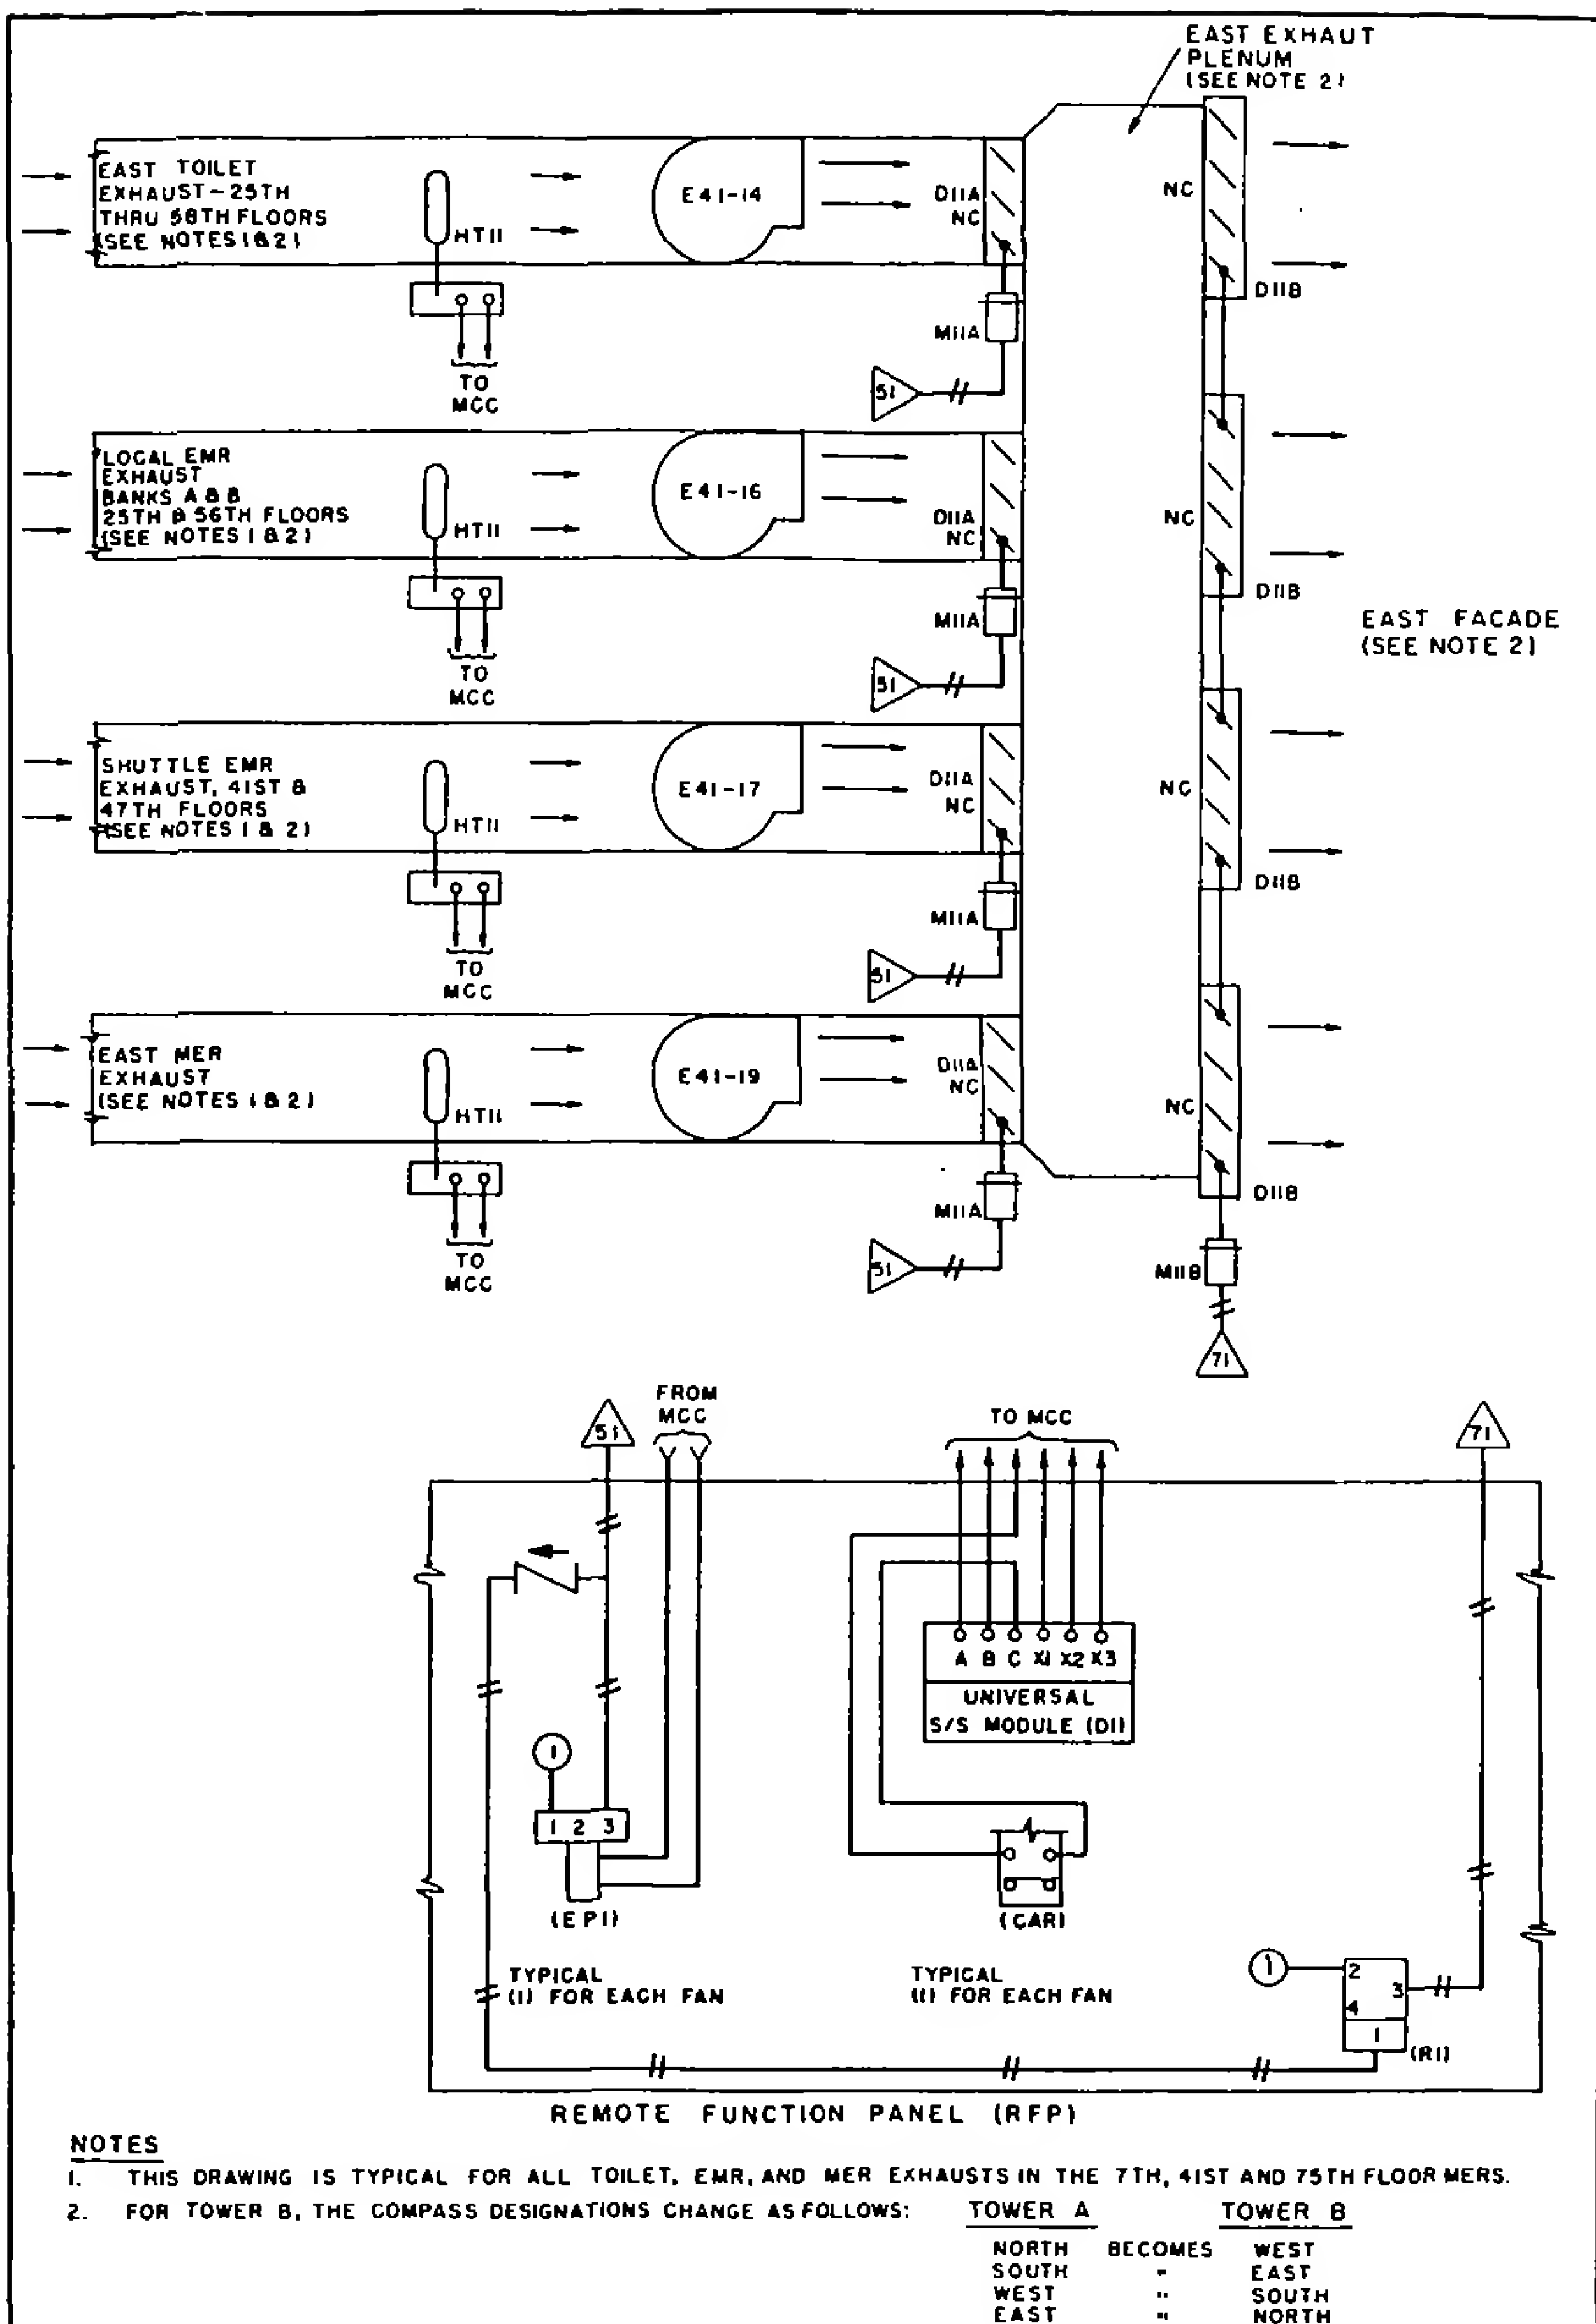 EAST EXHAUT
PLENUM
(SEE NOTE 2)
EAST TOILET
EXHAUST-25TH
THRU 58TH FLOORS
(SEE NOTES 1 & 2)
HT11
E41-14
D11A
NC
NC
D11B
M11A
51
TO
MCC
LOCAL EMR
EXHAUST
BANKS A & B
25TH & 56TH FLOORS
(SEE NOTES 1 & 2)
HT11
E41-16
D11A
NC
NC
D11B
M11A
51
TO
MCC
EAST FACADE
(SEE NOTE 2)
SHUTTLE EMR
EXHAUST, 41ST &
47TH FLOORS
(SEE NOTES 1 & 2)
HT11
E41-17
D11A
NC
NC
D11B
M11A
51
TO
MCC
EAST MER
EXHAUST
(SEE NOTES 1 & 2)
HT11
E41-19
D11A
NC
NC
D11B
M11A
51
TO
MCC
M11B
71
51
FROM
MCC
TO MCC
71
A B C X1 X2 X3
UNIVERSAL
S/S MODULE (D1)
1
1 2 3
(EP1)
(CAR)
TYPICAL
(1) FOR EACH FAN
TYPICAL
(1) FOR EACH FAN
1
2
3
4
1
(R1)
REMOTE FUNCTION PANEL (RFP)
NOTES
1. THIS DRAWING IS TYPICAL FOR ALL TOILET, EMR, AND MER EXHAUSTS IN THE 7TH, 41ST AND 75TH FLOOR MERS.
2. FOR TOWER B, THE COMPASS DESIGNATIONS CHANGE AS FOLLOWS: TOWER A TOWER B
NORTH BECOMES WEST
SOUTH " EAST
WEST " SOUTH
EAST " NORTH